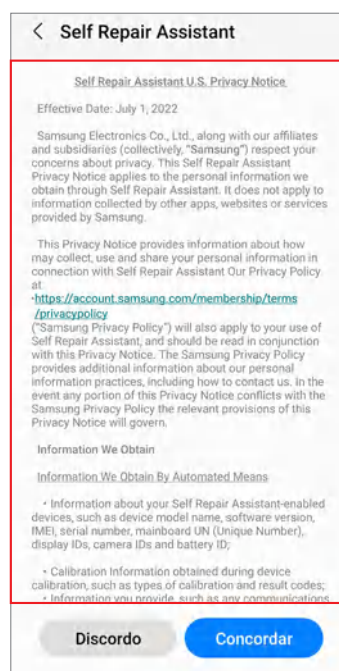 < Self Repair Assistant
Self Repair Assistant U.S. Privacy Notice
Effective Date: July 1, 2022
Samsung Electronics Co., Ltd., along with our affiliates
and subsidiaries (collectively, "Samsung") respect your
concerns about privacy. This Self Repair Assistant
Privacy Notice applies to the personal information we
obtain through Self Repair Assistant. It does not apply to
information collected by other apps, websites or services
provided by Samsung.
This Privacy Notice provides information about how
may collect, use and share your personal information in
connection with Self Repair Assistant Our Privacy Policy
at
·https://account.samsung.com/membership/terms
/privacypolicy
("Samsung Privacy Policy") will also apply to your use of
Self Repair Assistant, and should be read in conjunction
with this Privacy Notice. The Samsung Privacy Policy
provides additional information about our personal
information practices, including how to contact us. In the
event any portion of this Privacy Notice conflicts with the
Samsung Privacy Policy the relevant provisions of this
Privacy Notice will govern.
Information We Obtain
Information We Obtain By Automated Means
• Information about your Self Repair Assistant-enabled
devices, such as device model name, software version,
IMEI, serial number, mainboard UN (Unique Number),
display IDs, camera IDs and battery ID;
• Calibration Information obtained during device
calibration, such as types of calibration and result codes;
• Information you provide, such as any communications
Discordo
Concordar